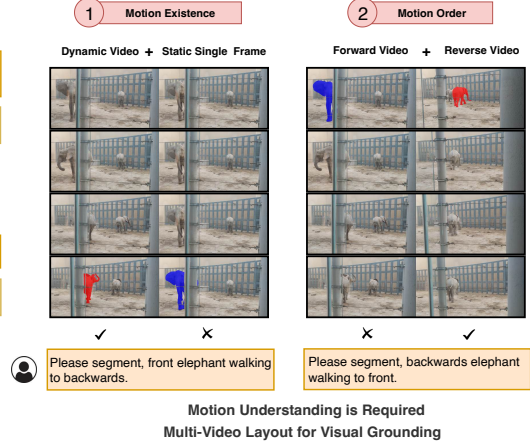 1 Motion Existence
2 Motion Order
Dynamic Video + Static Single Frame
Forward Video + Reverse Video
Please segment, front elephant walking
to backwards.
Please segment, backwards elephant
walking to front.
Motion Understanding is Required
Multi-Video Layout for Visual Grounding